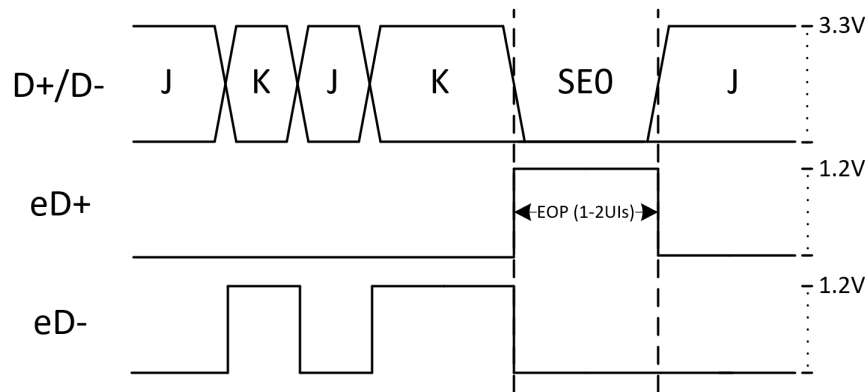 3.3V
D+/D- J K J K SE0 J
1.2V
eD+
EOP (1-2UIs)
1.2V
eD-